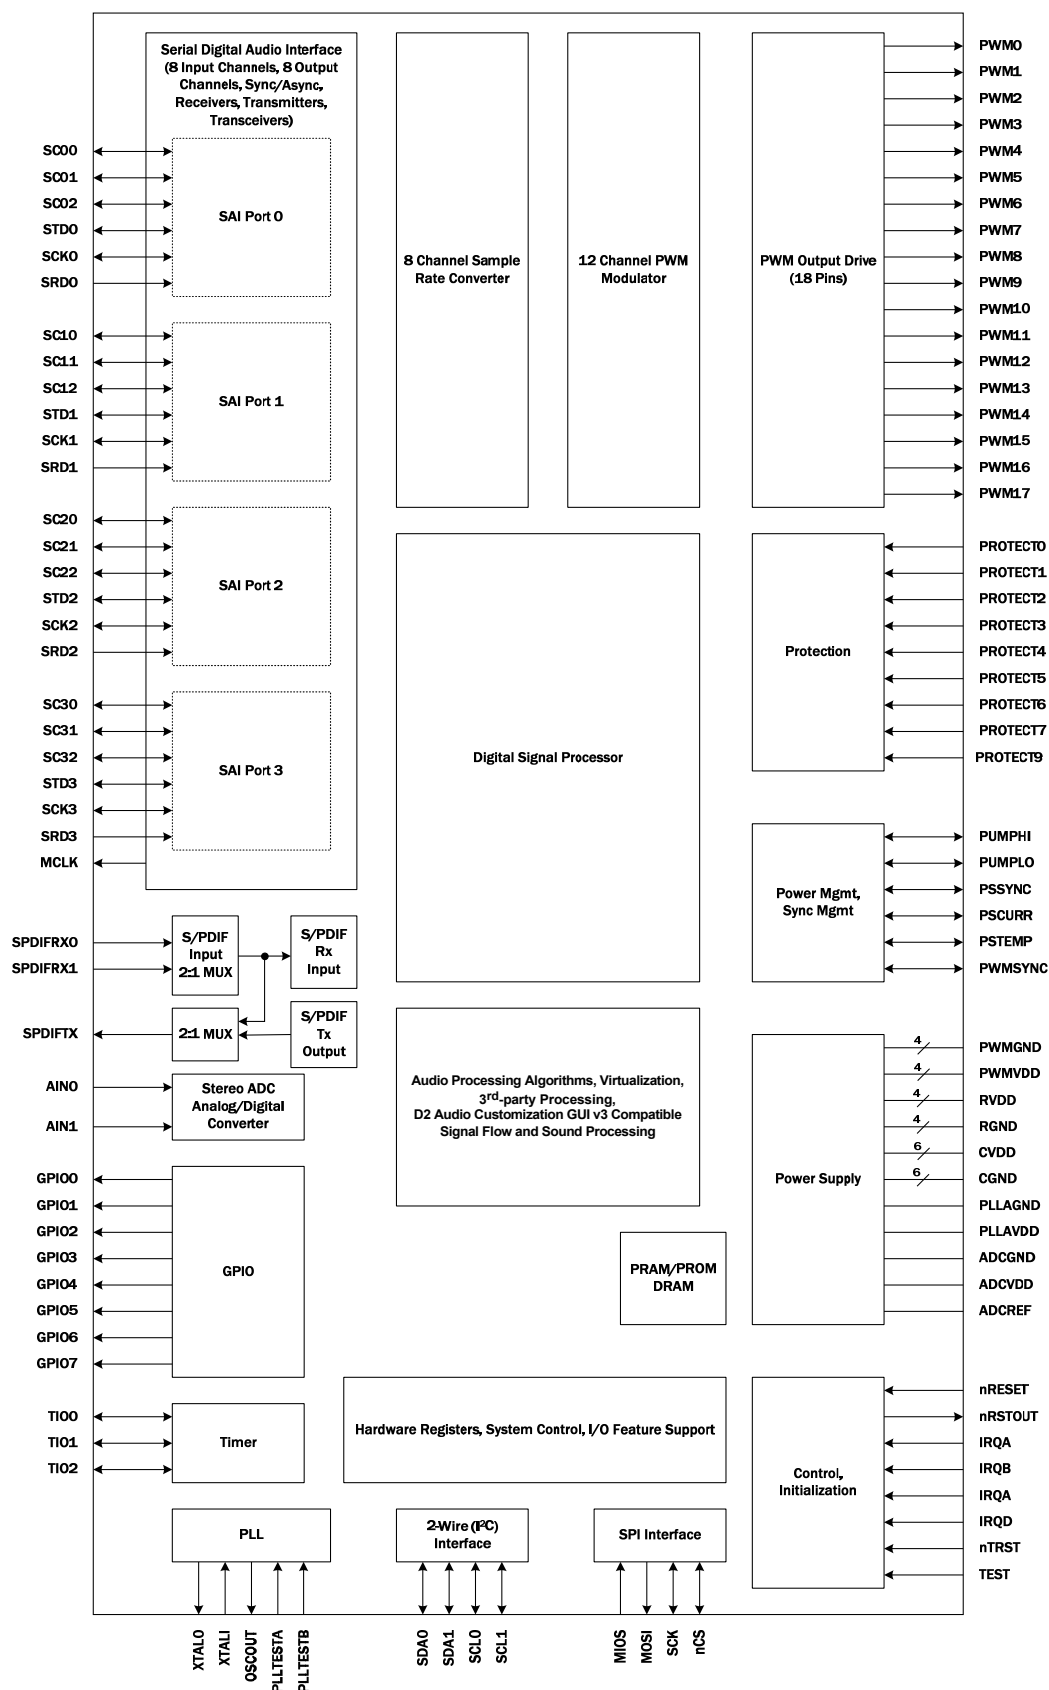 Serial Digital Audio Interface
(8 Input Channels, 8 Output
Channels, Sync/Async,
Receivers, Transmitters,
Transceivers)
SC00
SC01
SC02
STD0
SCK0
SRD0
SAI Port 0
SC10
SC11
SC12
STD1
SCK1
SRD1
SAI Port 1
SC20
SC21
SC22
STD2
SCK2
SRD2
SAI Port 2
SC30
SC31
SC32
STD3
SCK3
SRD3
MCLK
SAI Port 3
8 Channel Sample
Rate Converter
12 Channel PWM
Modulator
PWM Output Drive
(18 Pins)
PWM0
PWM1
PWM2
PWM3
PWM4
PWM5
PWM6
PWM7
PWM8
PWM9
PWM10
PWM11
PWM12
PWM13
PWM14
PWM15
PWM16
PWM17
Digital Signal Processor
Protection
PROTECT0
PROTECT1
PROTECT2
PROTECT3
PROTECT4
PROTECT5
PROTECT6
PROTECT7
PROTECT9
Power Mgmt,
Sync Mgmt
PUMPHI
PUMPLO
PSSYNC
PSCURR
PSTEMP
PWMSYNC
SPDIFRX0
SPDIFRX1
S/PDIF
Input
2:1 MUX
S/PDIF
Rx
Input
SPDIFTX
2:1 MUX
S/PDIF
Tx
Output
AIN0
AIN1
Stereo ADC
Analog/Digital
Converter
Audio Processing Algorithms, Virtualization,
3rd-party Processing,
D2 Audio Customization GUI v3 Compatible
Signal Flow and Sound Processing
Power Supply
4
4
4
4
6
6
PWMGND
PWMVDD
RVDD
RGND
CVDD
CGND
PLLAGND
PLLAVDD
ADCGND
ADCVDD
ADCREF
GPIO0
GPIO1
GPIO2
GPIO3
GPIO4
GPIO5
GPIO6
GPIO7
GPIO
PRAM/PROM
DRAM
TIO0
TIO1
TIO2
Timer
Hardware Registers, System Control, I/O Feature Support
Control,
Initialization
nRESET
nRSTOUT
IRQA
IRQB
IRQA
IRQD
nTRST
TEST
PLL
2-Wire (I2C)
Interface
SPI Interface
XTALO
XTALI
OSCOUT
PLLTESTA
PLLTESTB
SDA0
SDA1
SCL0
SCL1
MIOS
MOSI
SCK
nCS